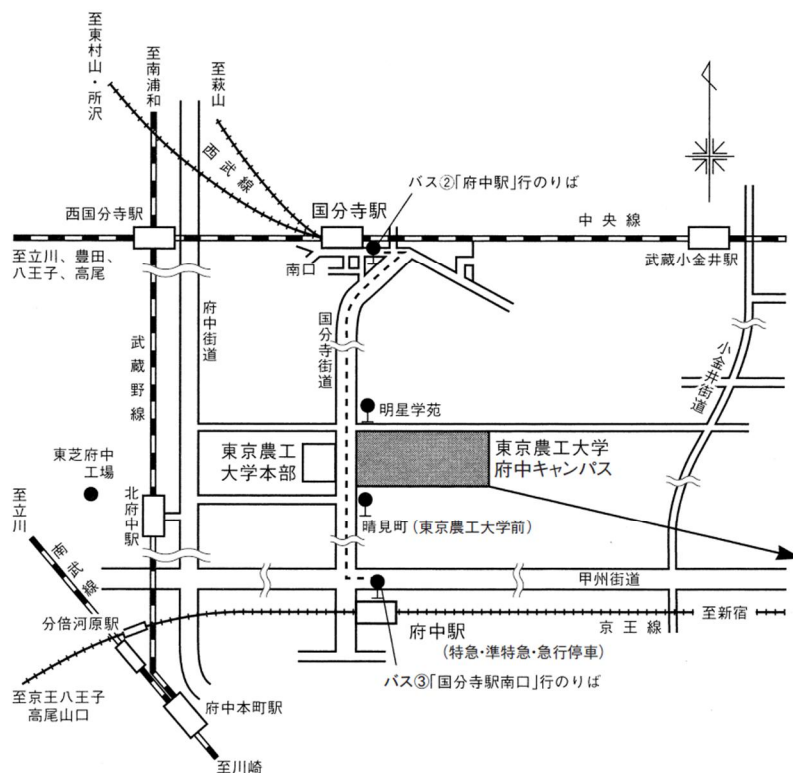 至東村山・所沢
至南浦和
至萩山
西武線
バス②「府中駅」行のりば
国分寺駅
西国分寺駅
中央線
至立川、豊田、
八王子、高尾
南口
武蔵小金井駅
府中街道
国分寺街道
武蔵野線
小金井街道
明星学苑
東京農工
大学本部
東京農工大学
府中キャンパス
東芝府中
工場
北府中駅
至立川
晴見町(東京農工大学前)
南武線
甲州街道
分倍河原駅
府中駅
京王線
至新宿
(特急・準特急・急行停車)
バス③「国分寺駅南口」行のりば
至京王八王子
高尾山口
府中本町駅
至川崎